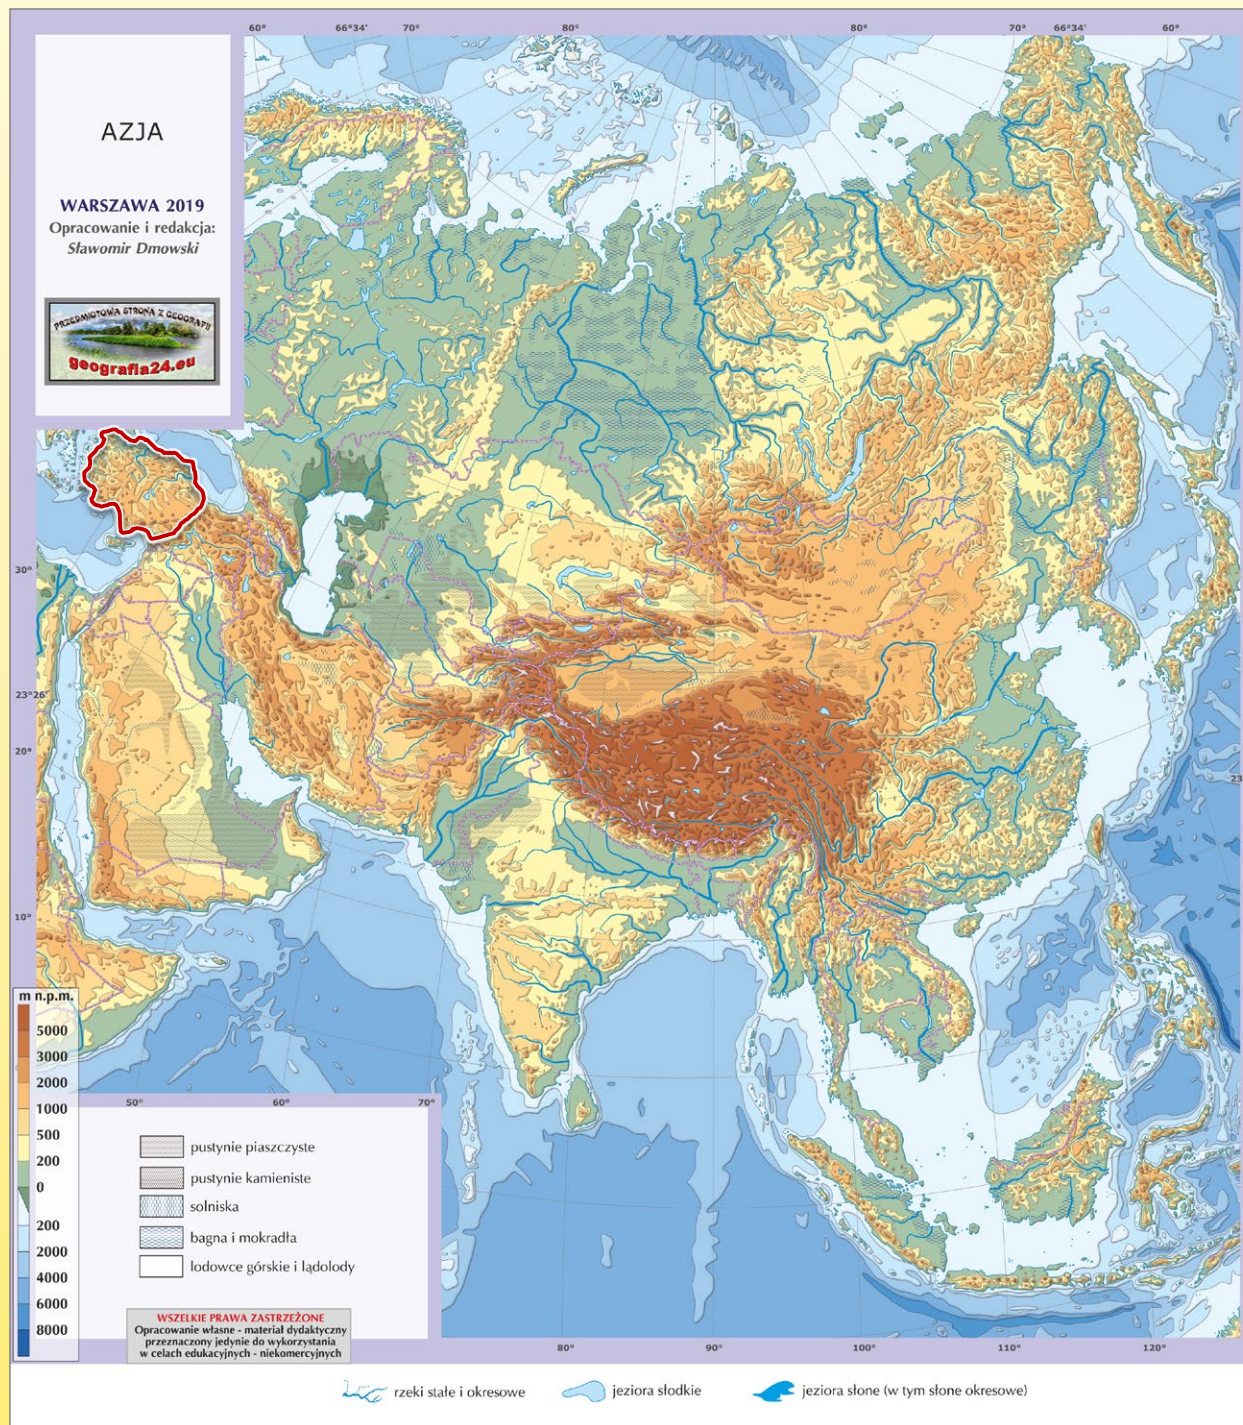 60° 66°34' 70° 80° 80° 70° 66°34' 60°
AZJA
WARSZAWA 2019
Opracowanie i redakcja:
Sławomir Dmowski
PRZEDMIOTOWA STRONA Z GEOGRAFII
geografia24.eu
30°
23°26'
20°
23
10°
m n.p.m.
5000
3000
2000
1000
500
200
0
200
2000
4000
6000
8000
50° 60° 70°
pustynie piaszczyste
pustynie kamieniste
solniska
bagna i mokradła
lodowce górskie i lądolody
WSZELKIE PRAWA ZASTRZEŻONE
Opracowanie własne - materiał dydaktyczny
przeznaczony jedynie do wykorzystania
w celach edukacyjnych - niekomercyjnych
80° 90° 100° 110° 120°
rzeki stałe i okresowe
jeziora słodkie
jeziora słone (w tym słone okresowe)